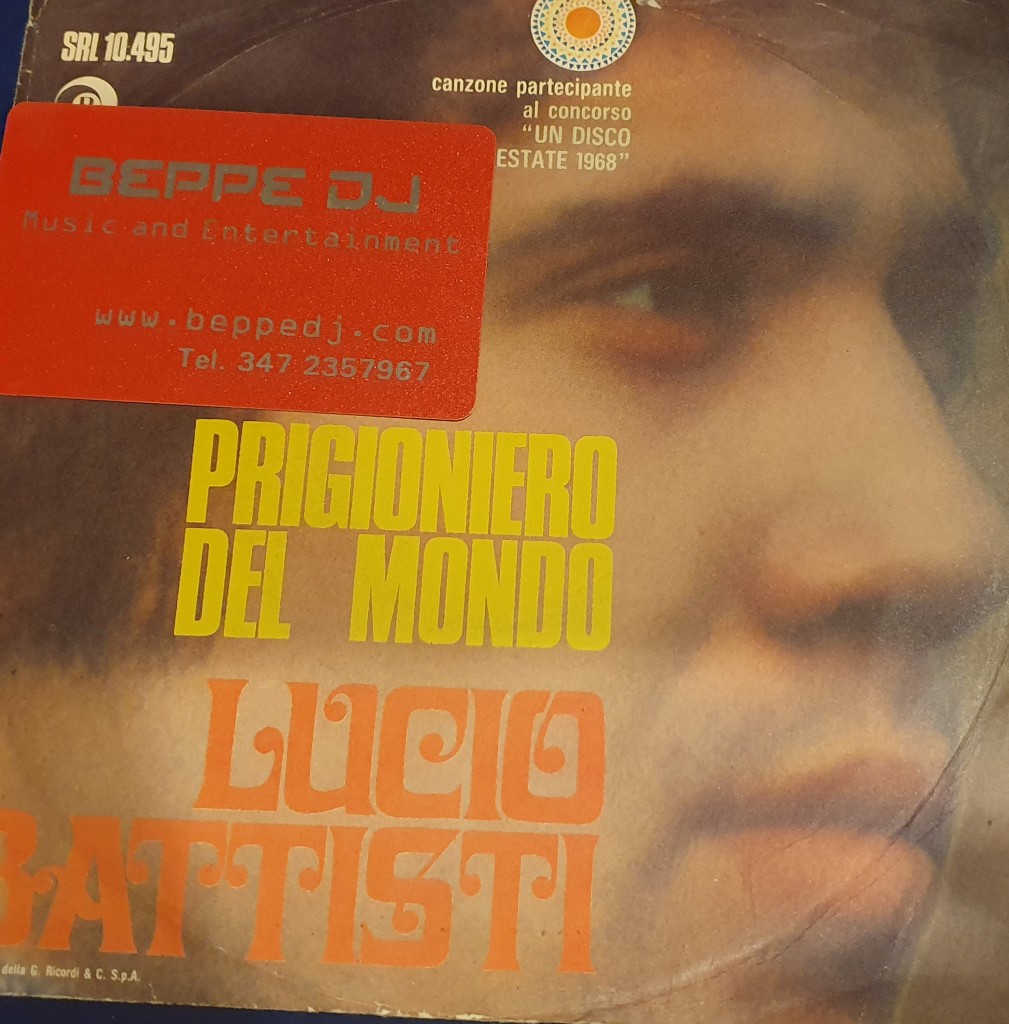 SRL 10.495
canzone partecipante
al concorso
"UN DISCO
ESTATE 1968"
BEPPE DJ
Music and Entertainment
www.beppedj.com
Tel. 347 2357967
PRIGIONIERO
DEL MONDO
LUCIO
BATTISTI
della G. Ricordi & C. S.p.A.